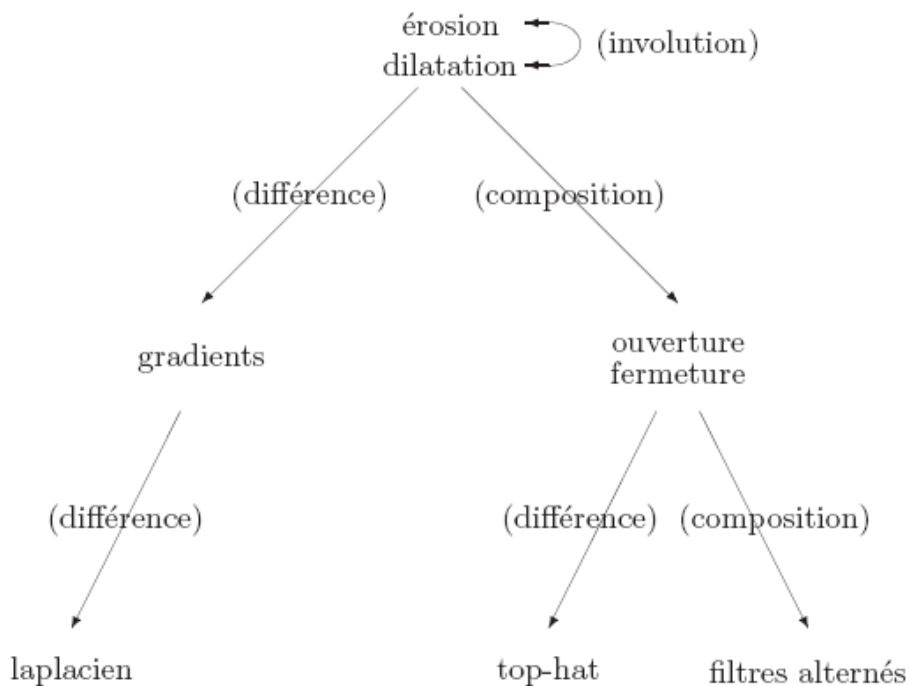 érosion
(involution)
dilatation
(différence)
(composition)
gradients
ouverture
fermeture
(différence)
(différence)
(composition)
laplacien
top-hat
filtres alternés